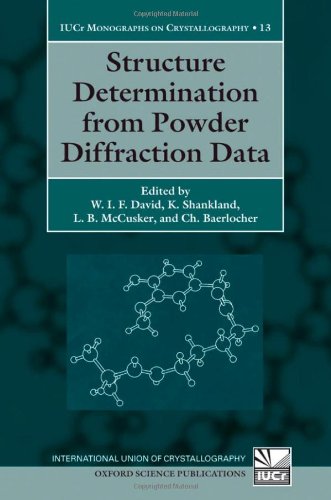 IUCr Monographs on Crystallography • 13
Structure
Determination
from Powder
Diffraction Data
Edited by
W. I. F. David, K. Shankland,
L. B. McCusker, and Ch. Baerlocher
INTERNATIONAL UNION OF CRYSTALLOGRAPHY
OXFORD SCIENCE PUBLICATIONS
IUCr